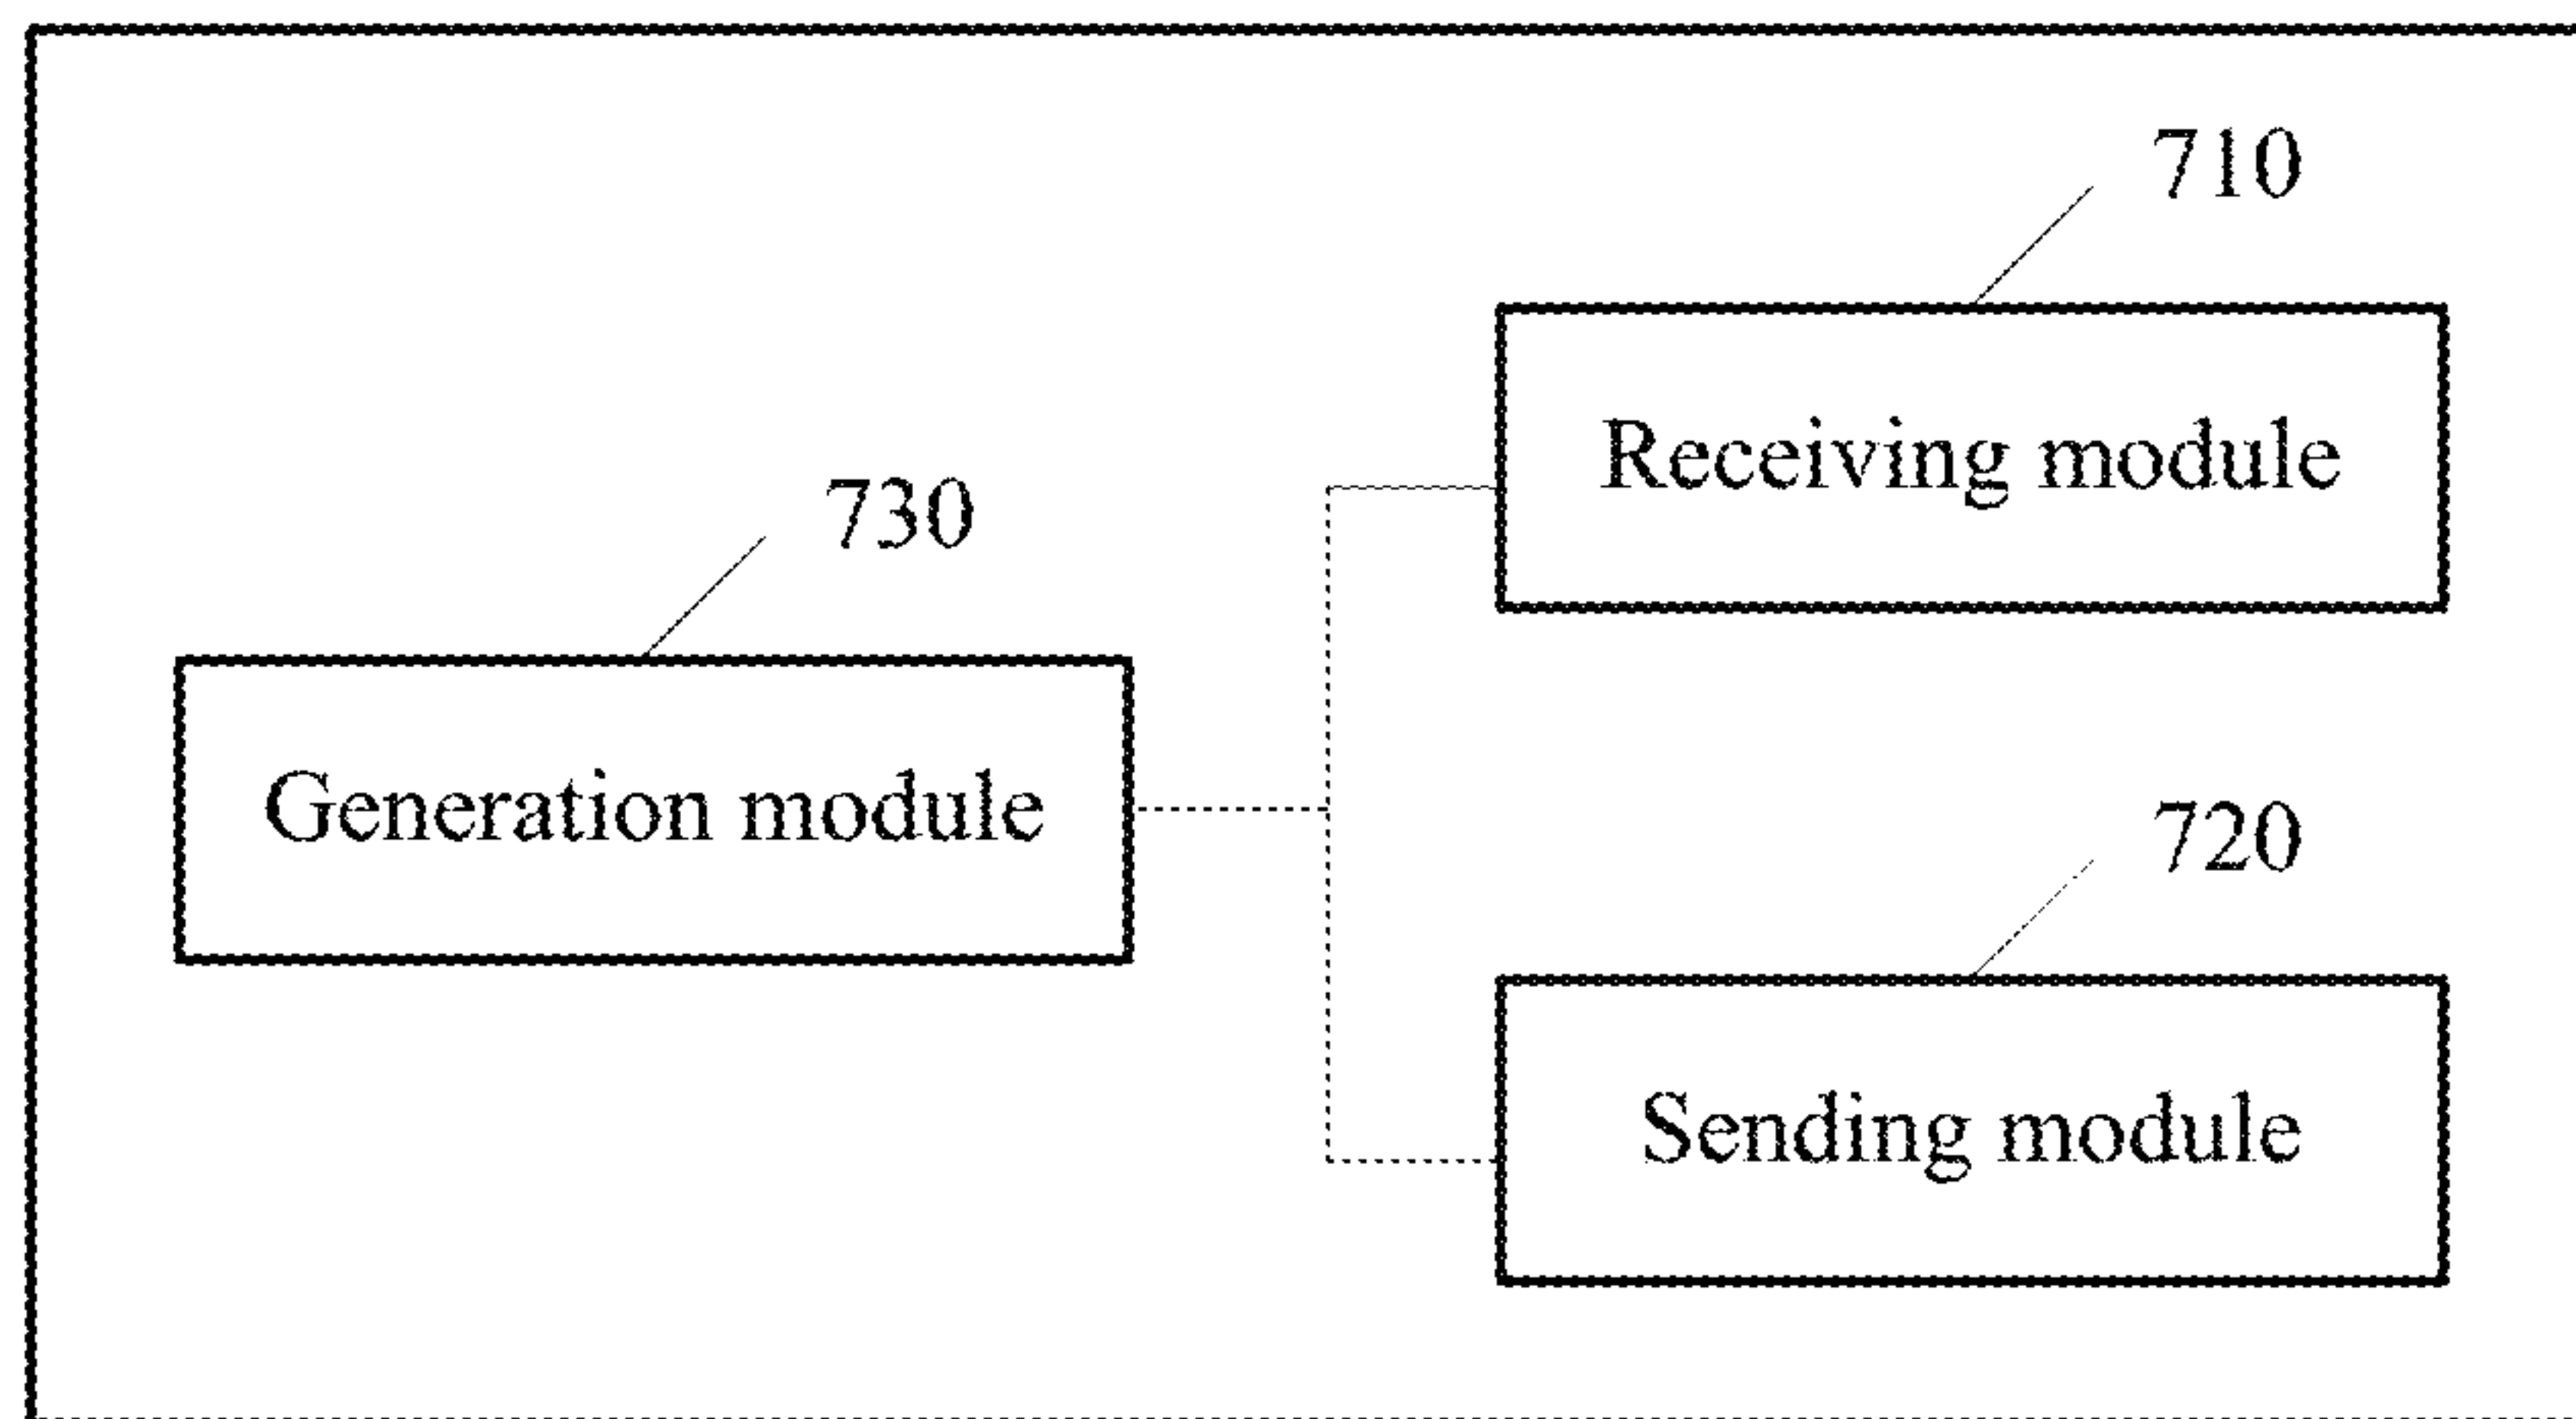 710
Receiving module
730
Generation module
720
Sending module